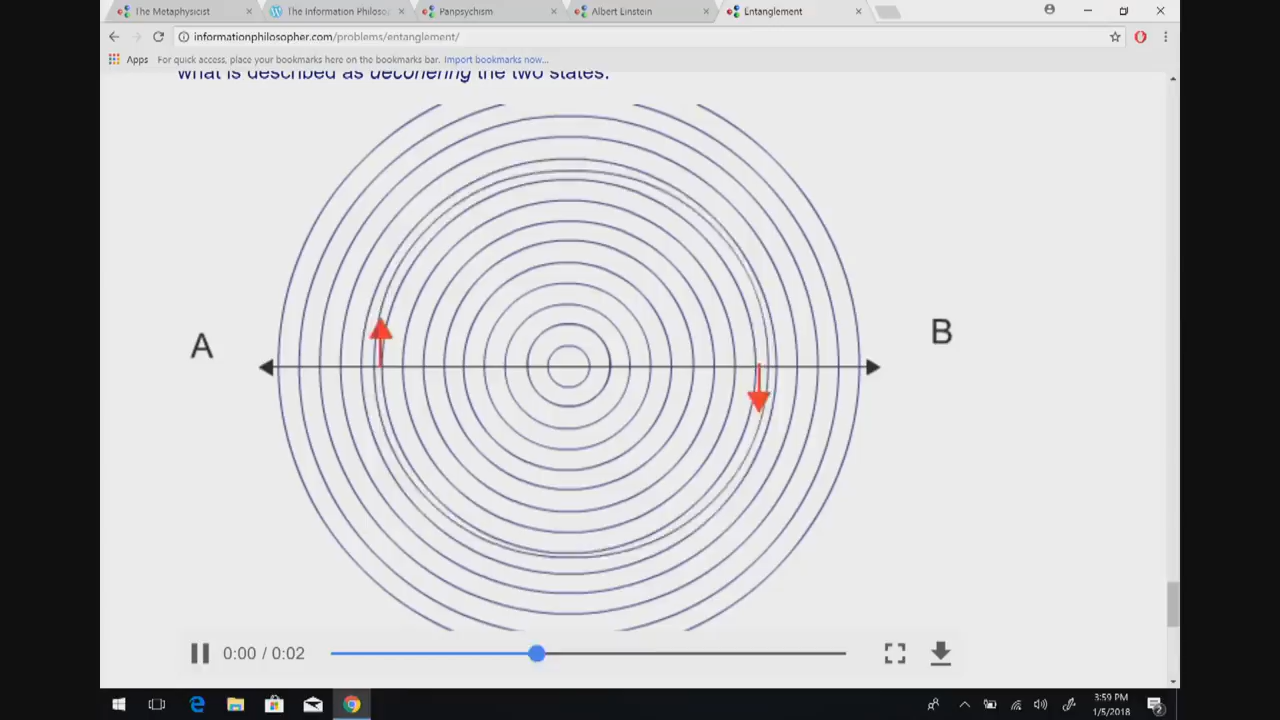 The Metaphysicist
The Information Philosop
Panpsychism
Albert Einstein
Entanglement
informationphilosopher.com/problems/entanglement/
Apps
For quick access, place your bookmarks here on the bookmarks bar. Import bookmarks now...
what is described as decohering the two states.
A
B
0:00 / 0:02
3:59 PM
1/5/2018
2